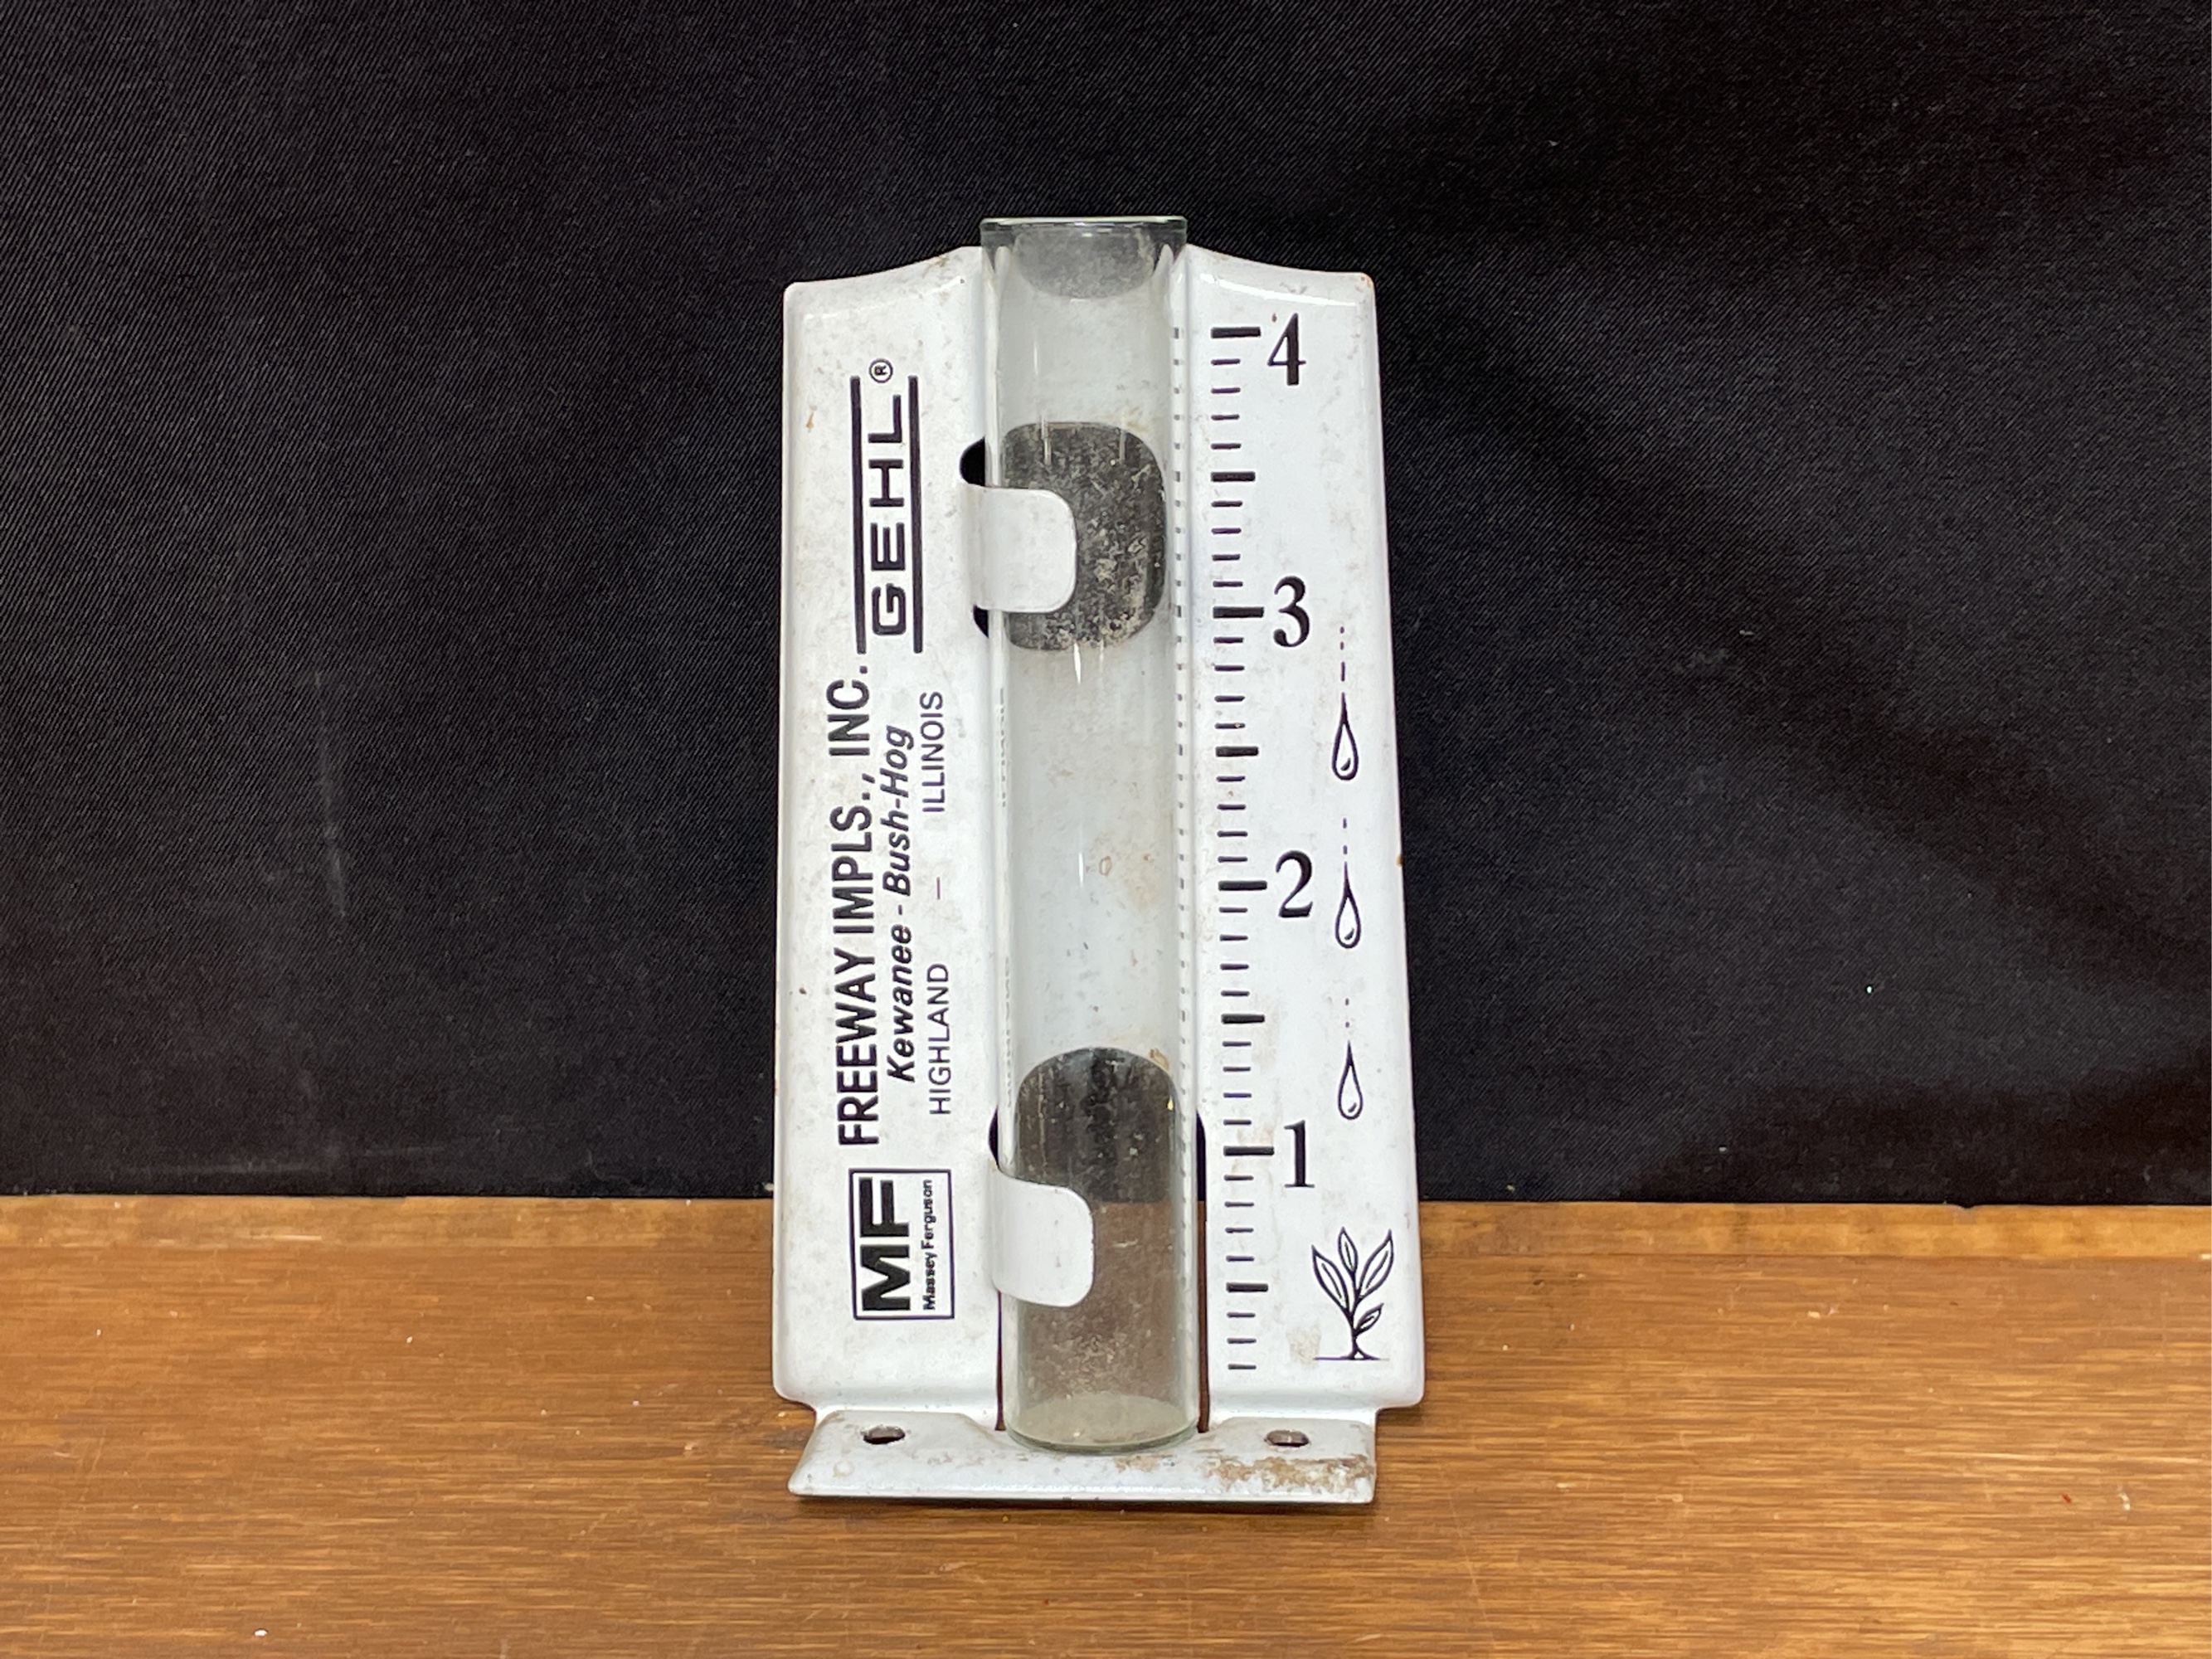 GEHL®
FREEWAY IMPLS., INC.
Kewanee - Bush-Hog
HIGHLAND — ILLINOIS
MF
Massey Ferguson
4
3
2
1